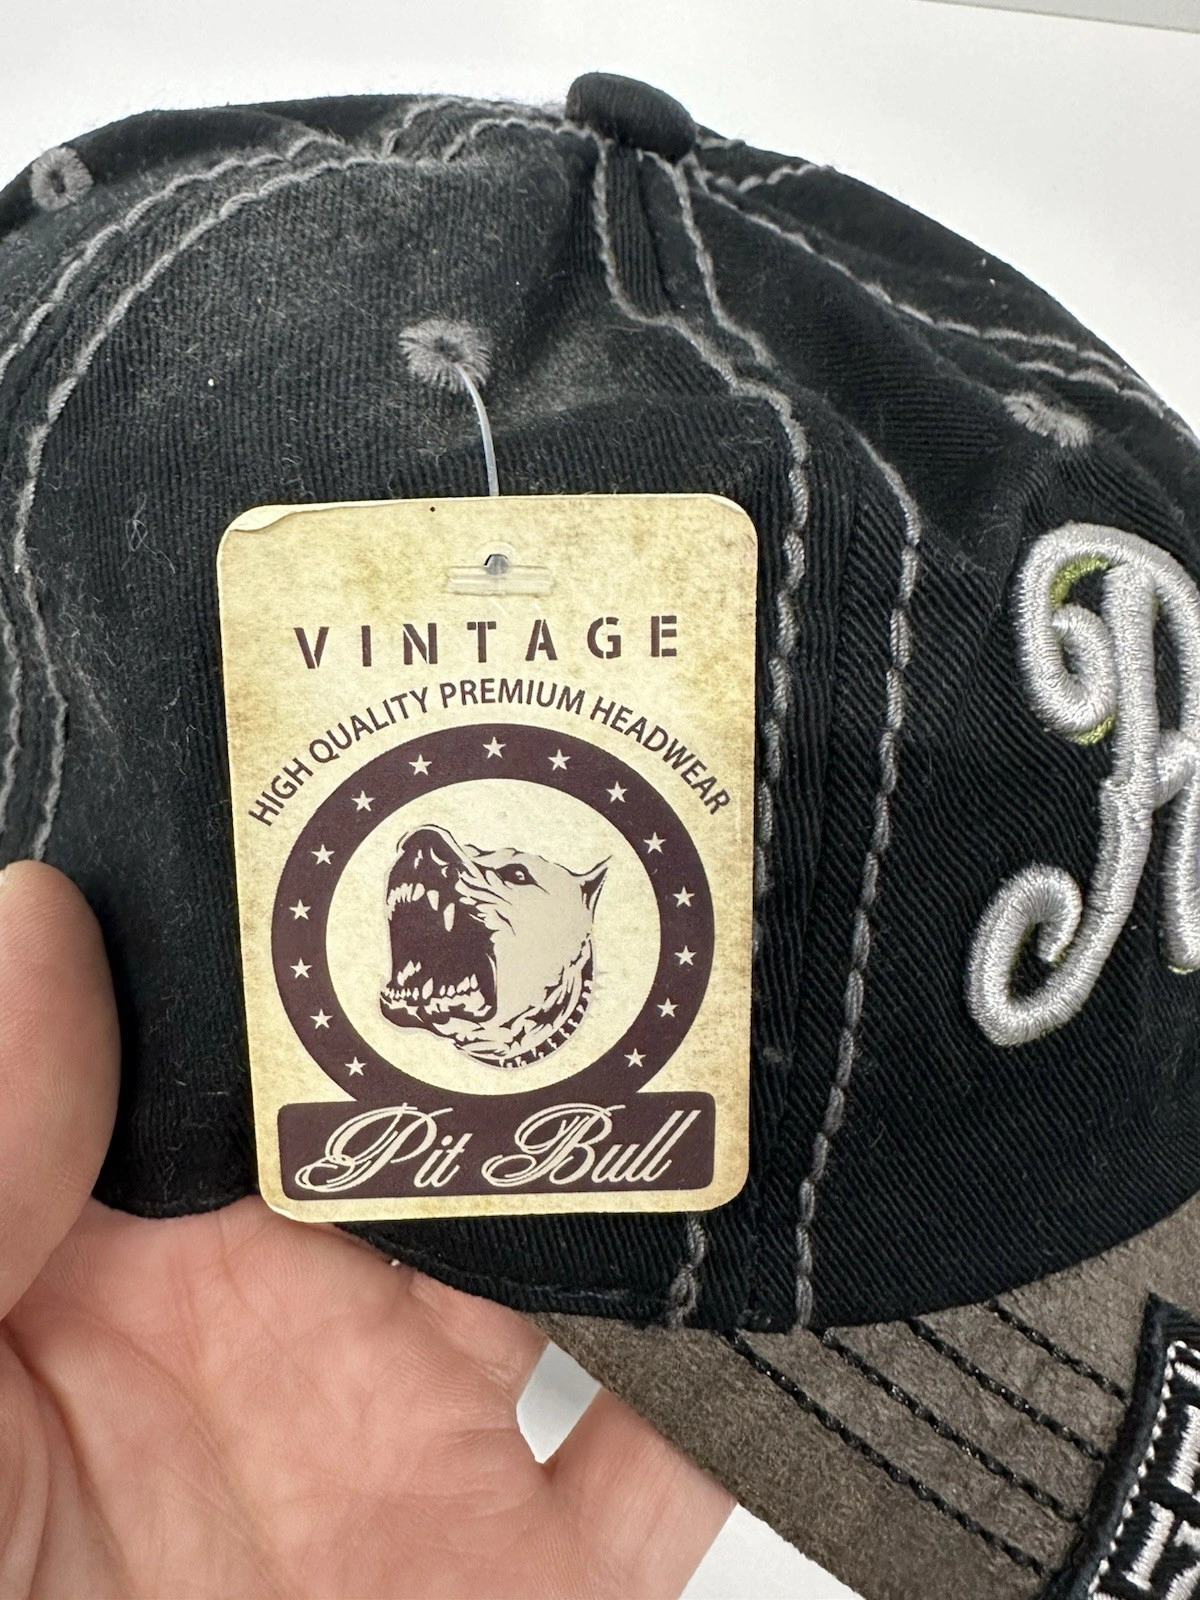 VINTAGE
HIGH QUALITY PREMIUM HEADWEAR
Pit Bull